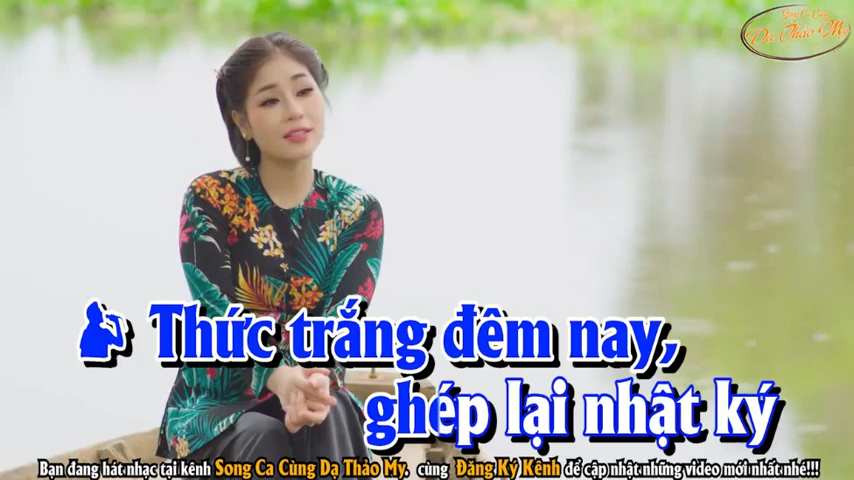 Song Ca Cùng
Dạ Thảo My
Thức trắng đêm nay,
ghép lại nhật ký
Bạn đang hát nhạc tại kênh Song Ca Cùng Dạ Thảo My. cùng Đăng Ký Kênh để cập nhật những video mới nhất nhé!!!